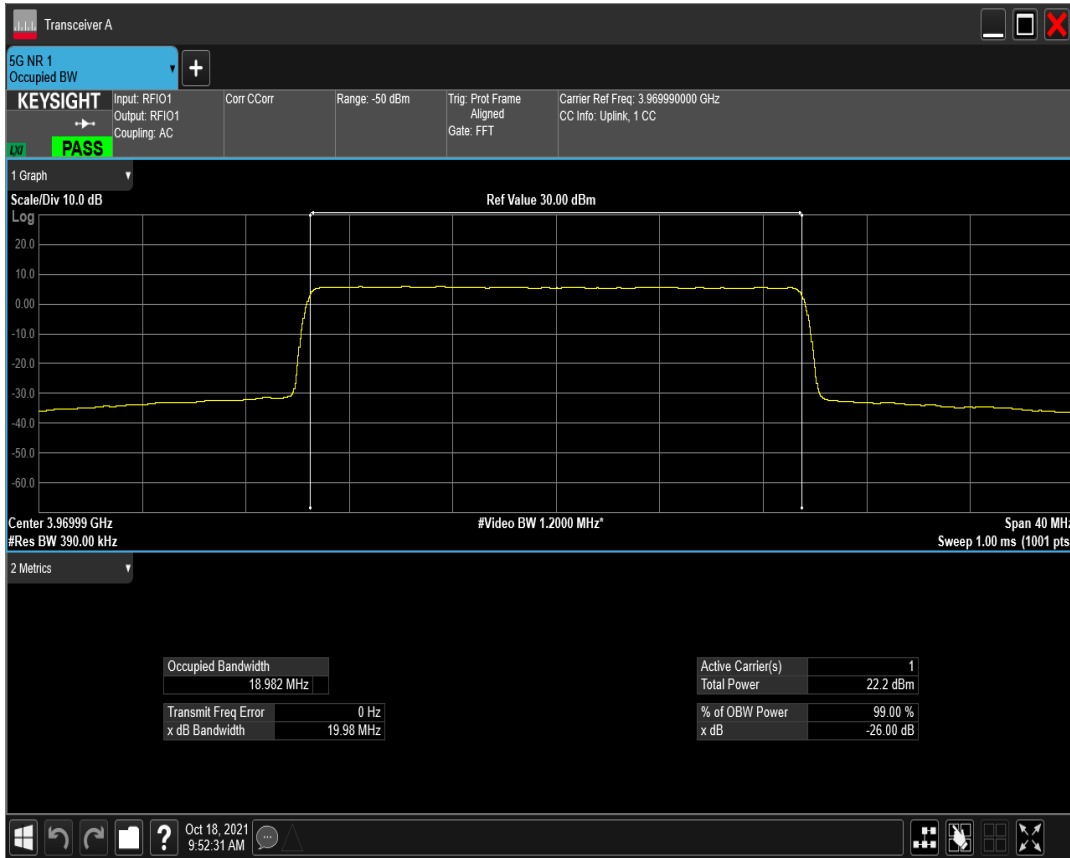 Transceiver A
5G NR 1
Occupied BW
+
KEYSIGHT
LXI
PASS
Input: RFIO1
Output: RFIO1
Coupling: AC
Corr CCorr
Range: -50 dBm
Trig: Prot Frame
Aligned
Gate: FFT
Carrier Ref Freq: 3.969990000 GHz
CC Info: Uplink, 1 CC
1 Graph
Scale/Div 10.0 dB
Ref Value 30.00 dBm
Log
20.0
10.0
0.00
-10.0
-20.0
-30.0
-40.0
-50.0
-60.0
Center 3.96999 GHz
#Video BW 1.2000 MHz*
Span 40 MHz
#Res BW 390.00 kHz
Sweep 1.00 ms (1001 pts
2 Metrics
Occupied Bandwidth
18.982 MHz
Transmit Freq Error 0 Hz
x dB Bandwidth 19.98 MHz
Active Carrier(s) 1
Total Power 22.2 dBm
% of OBW Power 99.00 %
x dB -26.00 dB
?
Oct 18, 2021
9:52:31 AM